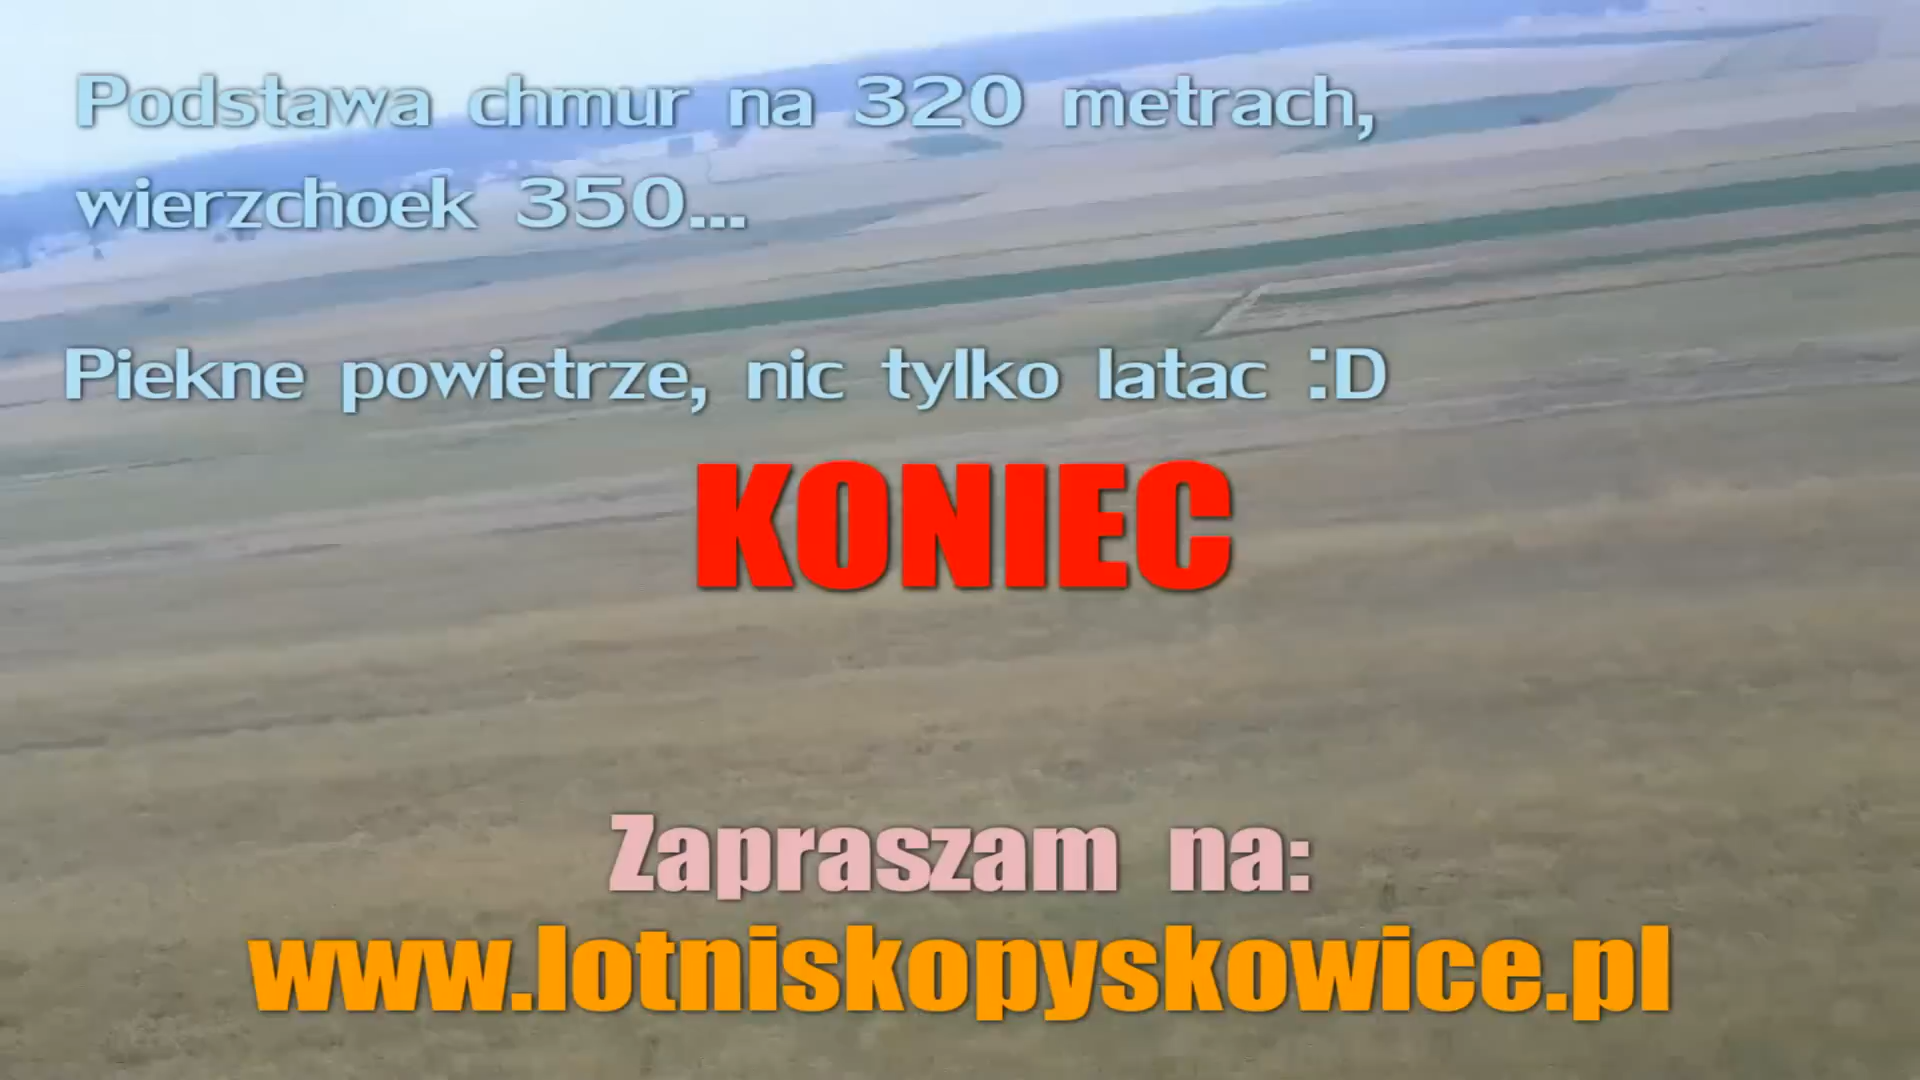 Podstawa chmur na 320 metrach,
wierzchoek 350...
Piekne powietrze, nic tylko latac :D
KONIEC
Zapraszam na:
www.lotniskopyskowice.pl